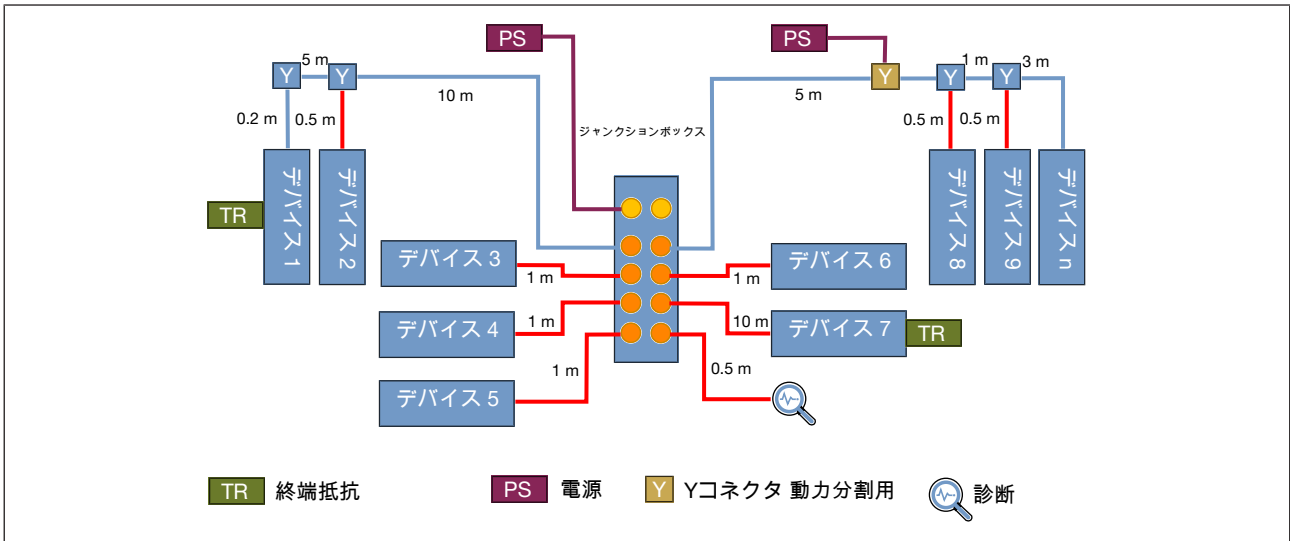 PS
PS
5 m
1 m
3 m
Y
Y
Y
Y
Y
10 m
5 m
0.2 m
0.5 m
0.5 m
0.5 m
ジャンクションボックス
デバイス 1
デバイス 2
デバイス 8
デバイス 9
デバイス n
TR
デバイス 3
1 m
1 m
デバイス 6
デバイス 4
1 m
10 m
デバイス 7
TR
1 m
0.5 m
デバイス 5
TR 終端抵抗
PS 電源
Y Yコネクタ 動力分割用
診断